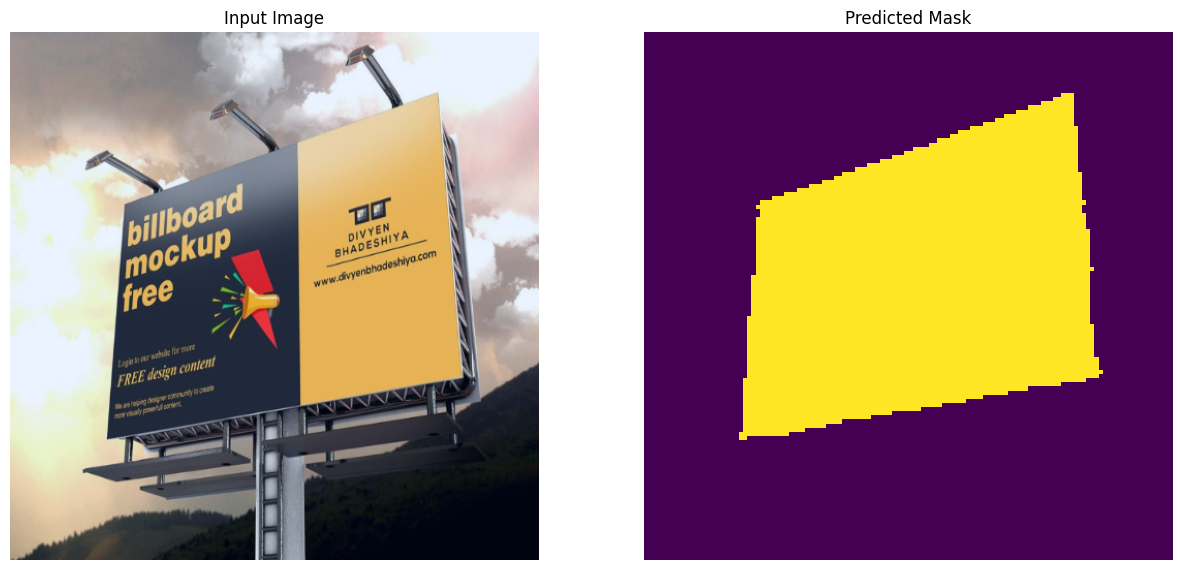 Input Image
Predicted Mask
billboard
mockup
free
Login to our website for more
FREE design content
We are helping designer community to create
more visually powerfull content.
DIVYEN
BHADESHIYA
www.divyenbhadeshiya.com